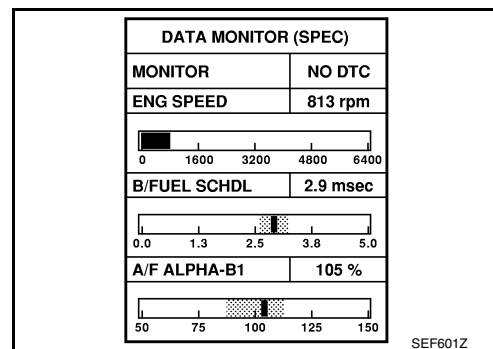 DATA MONITOR (SPEC)
MONITOR NO DTC
ENG SPEED 813 rpm
0 1600 3200 4800 6400
B/FUEL SCHDL 2.9 msec
0.0 1.3 2.5 3.8 5.0
A/F ALPHA-B1 105 %
50 75 100 125 150
SEF601Z